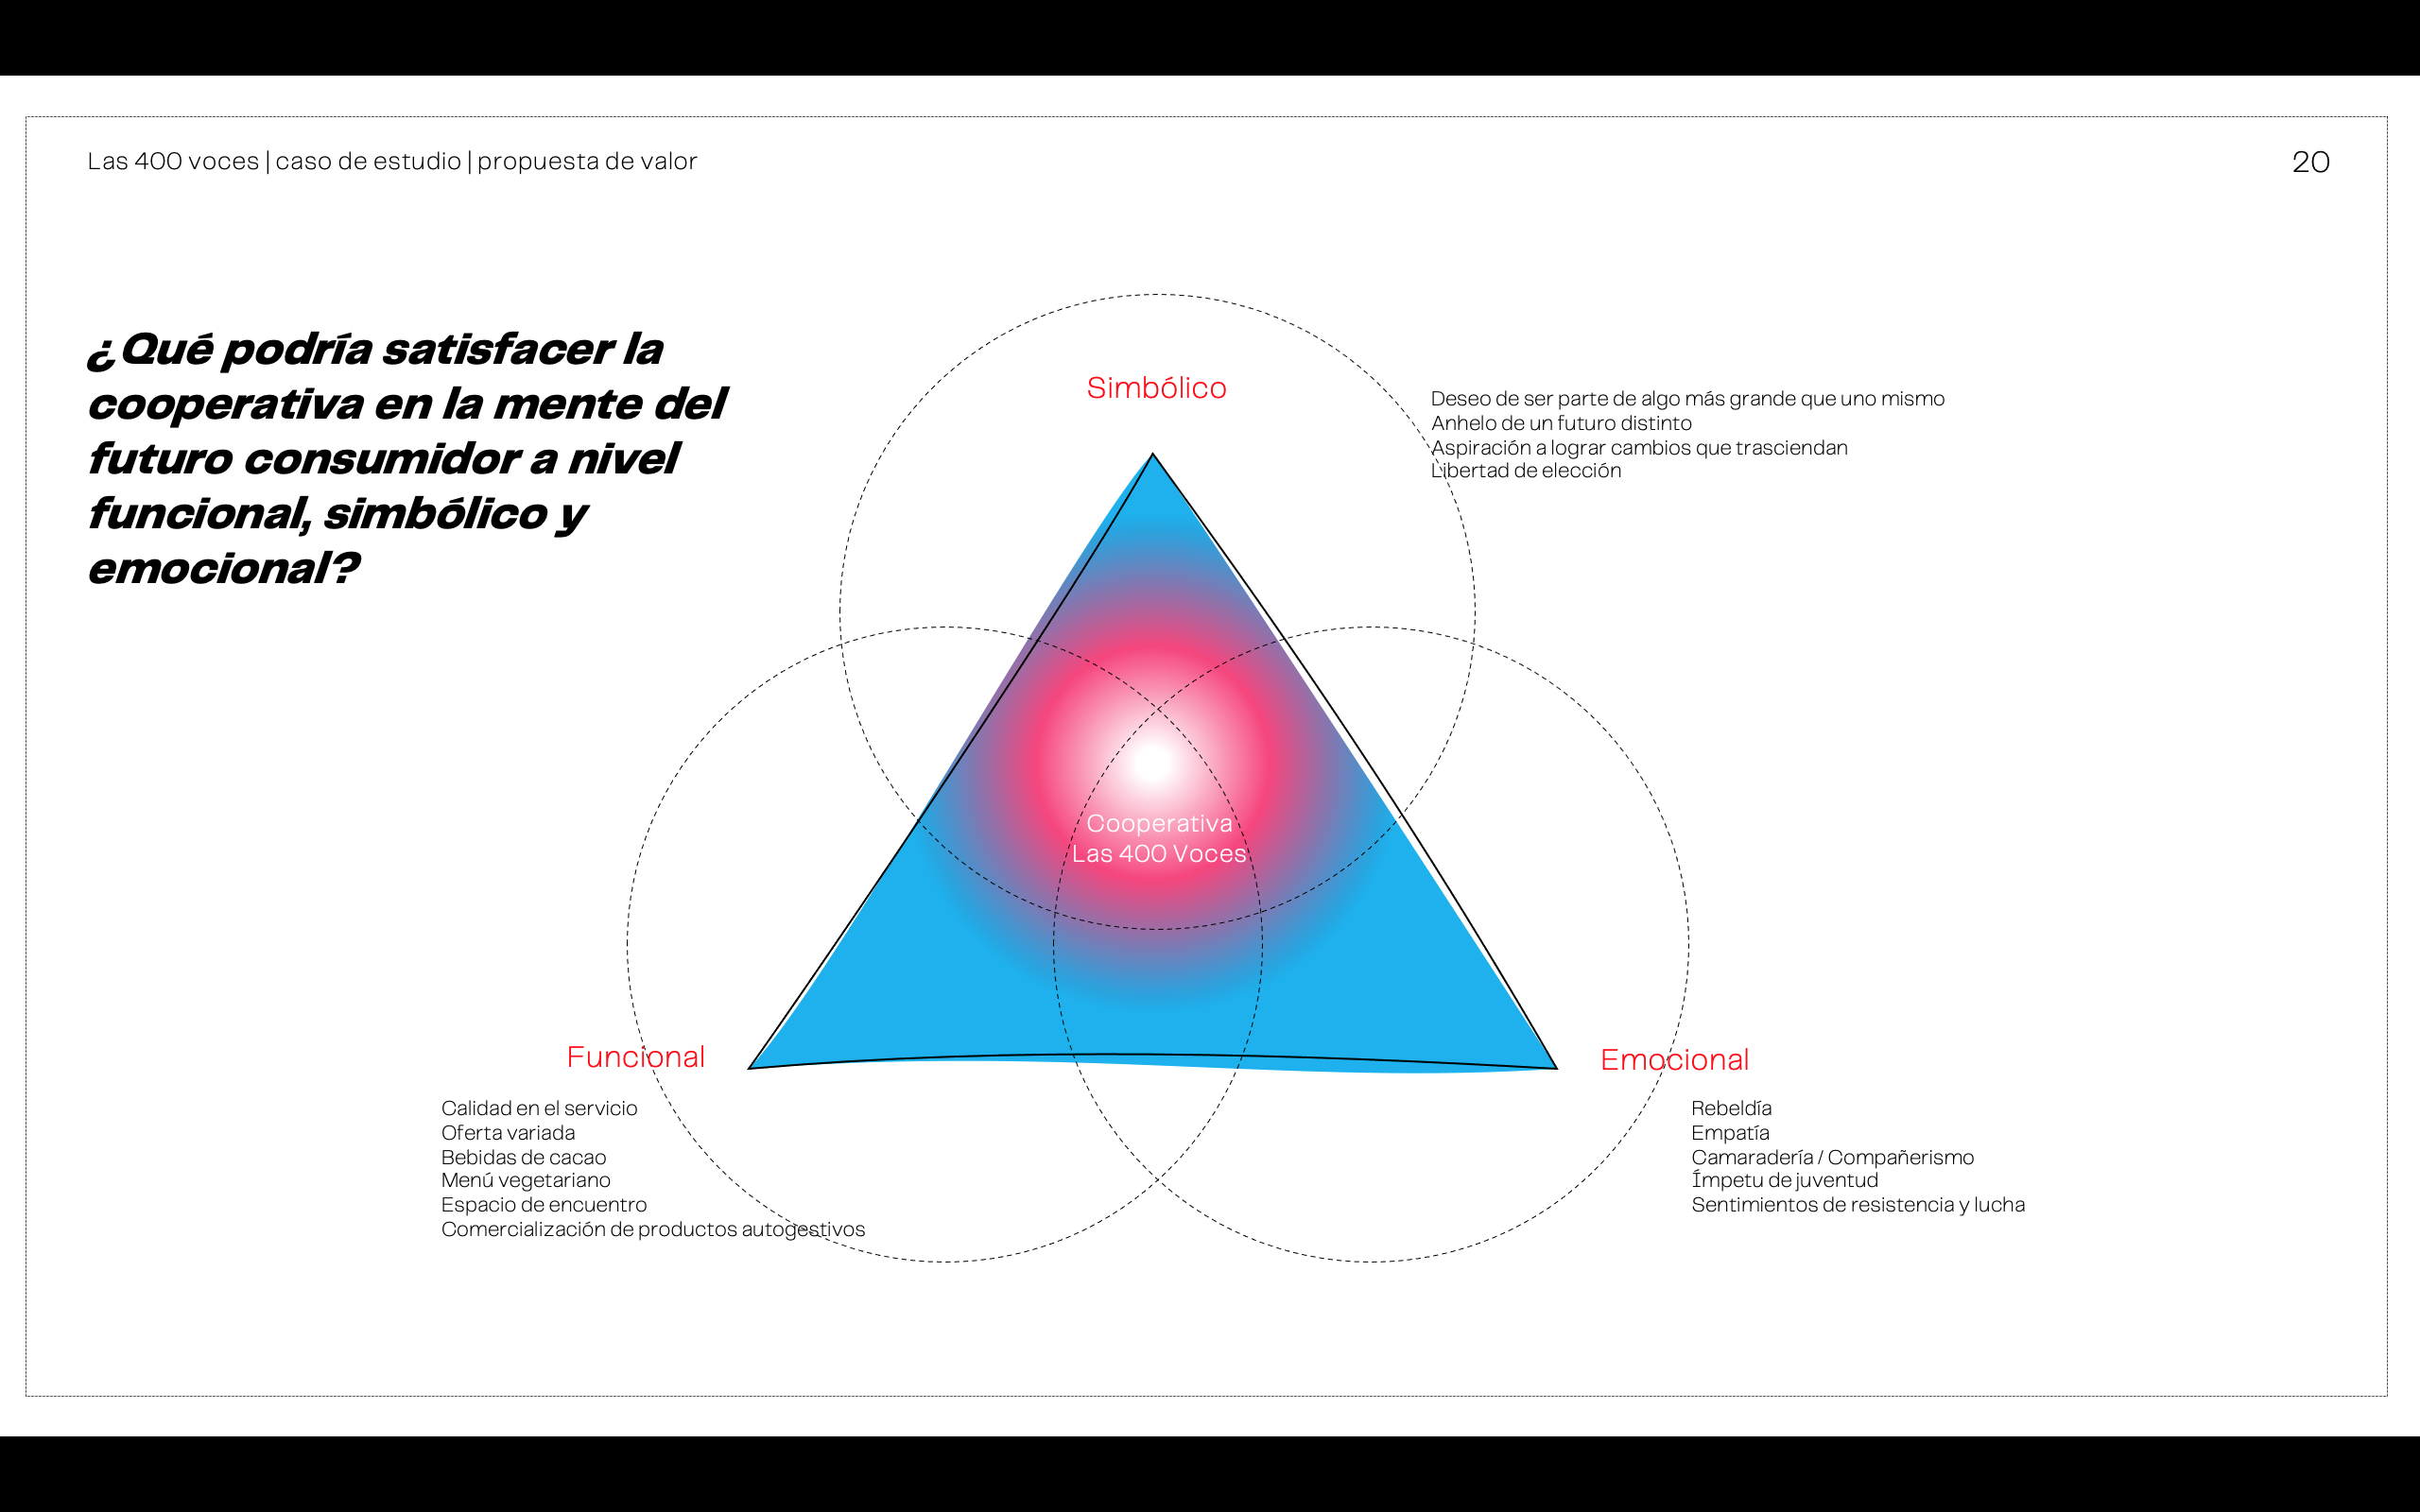 Las 400 voces | caso de estudio | propuesta de valor
20
¿Qué podría satisfacer la
cooperativa en la mente del
futuro consumidor a nivel
funcional, simbólico y
emocional?
Simbólico
Deseo de ser parte de algo más grande que uno mismo
Anhelo de un futuro distinto
Aspiración a lograr cambios que trasciendan
Libertad de elección
Cooperativa
Las 400 Voces
Funcional
Calidad en el servicio
Oferta variada
Bebidas de cacao
Menú vegetariano
Espacio de encuentro
Comercialización de productos autogestivos
Emocional
Rebeldía
Empatía
Camaradería / Compañerismo
Ímpetu de juventud
Sentimientos de resistencia y lucha